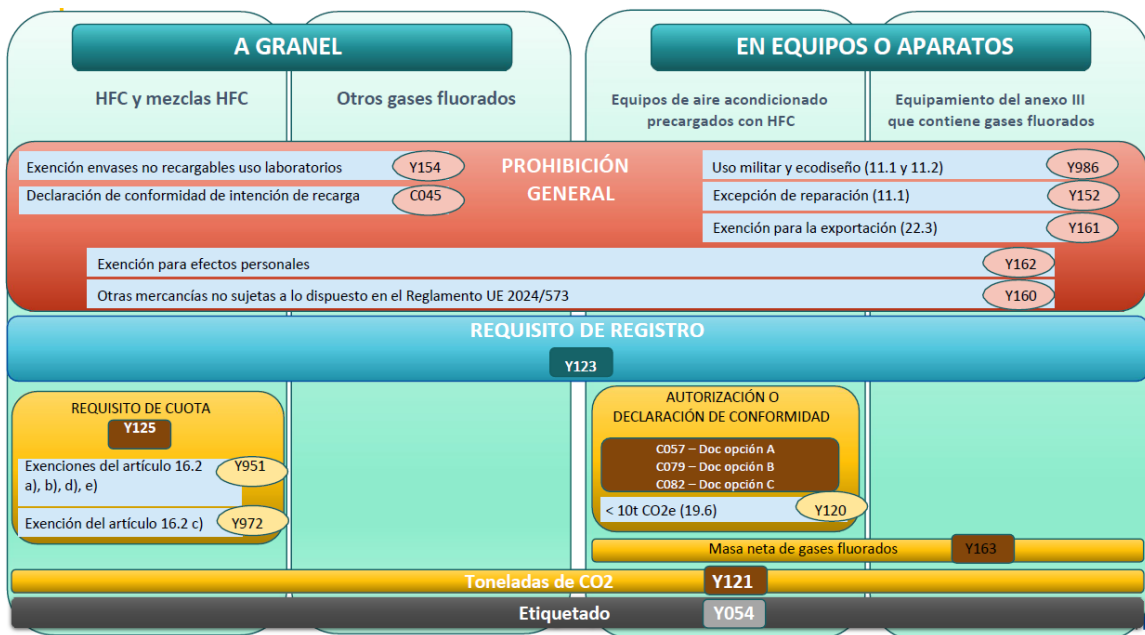 A GRANEL
EN EQUIPOS O APARATOS
HFC y mezclas HFC
Otros gases fluorados
Equipos de aire acondicionado
precargados con HFC
Equipamiento del anexo III
que contiene gases fluorados
PROHIBICIÓN
GENERAL
Exención envases no recargables uso laboratorios
Y154
Declaración de conformidad de intención de recarga
C045
Uso militar y ecodiseño (11.1 y 11.2)
Y986
Excepción de reparación (11.1)
Y152
Exención para la exportación (22.3)
Y161
Exención para efectos personales
Y162
Otras mercancías no sujetas a lo dispuesto en el Reglamento UE 2024/573
Y160
REQUISITO DE REGISTRO
Y123
REQUISITO DE CUOTA
Y125
Exenciones del artículo 16.2
a), b), d), e)
Y951
Exención del artículo 16.2 c)
Y972
AUTORIZACIÓN O
DECLARACIÓN DE CONFORMIDAD
C057 – Doc opción A
C079 – Doc opción B
C082 – Doc opción C
< 10t CO2e (19.6)
Y120
Masa neta de gases fluorados
Y163
Toneladas de CO2
Y121
Etiquetado
Y054